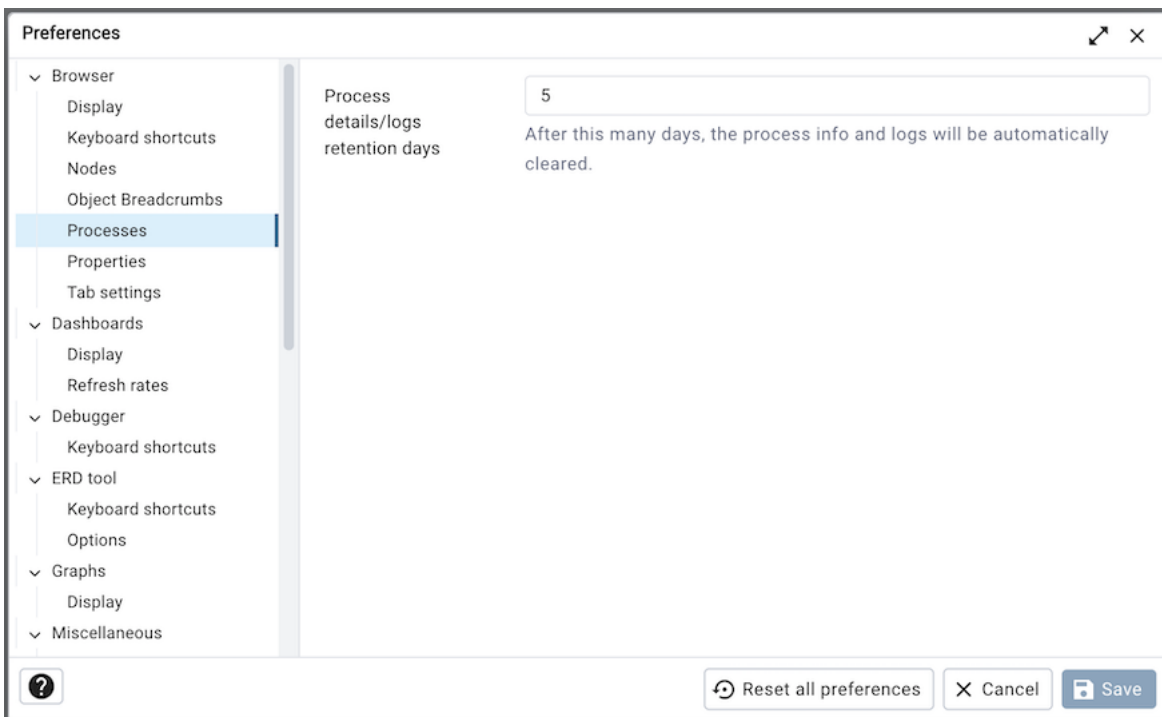 Preferences
Browser
Display
Keyboard shortcuts
Nodes
Object Breadcrumbs
Processes
Properties
Tab settings
Dashboards
Display
Refresh rates
Debugger
Keyboard shortcuts
ERD tool
Keyboard shortcuts
Options
Graphs
Display
Miscellaneous
Process
details/logs
retention days
5
After this many days, the process info and logs will be automatically
cleared.
?
Reset all preferences
Cancel
Save